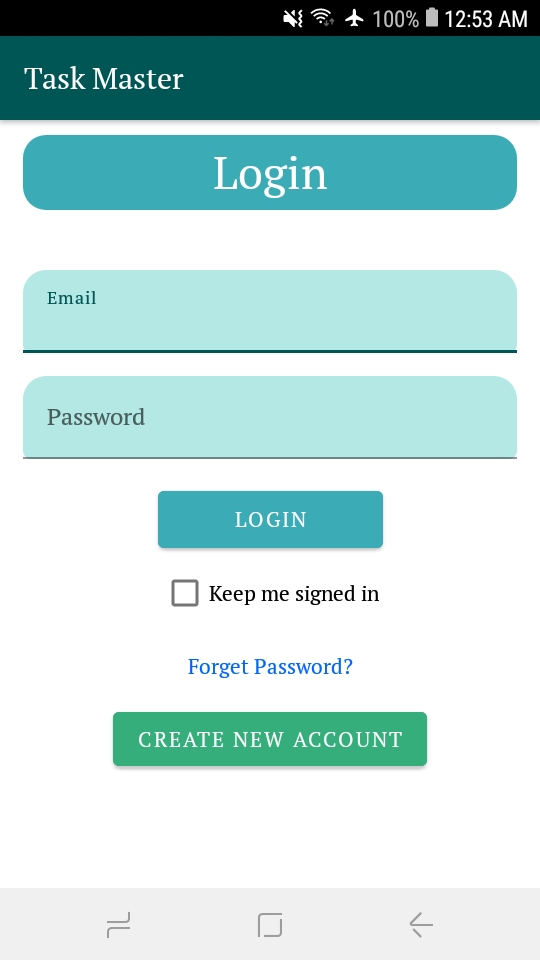 100% 12:53 AM
Task Master
Login
Email
Password
LOGIN
Keep me signed in
Forget Password?
CREATE NEW ACCOUNT